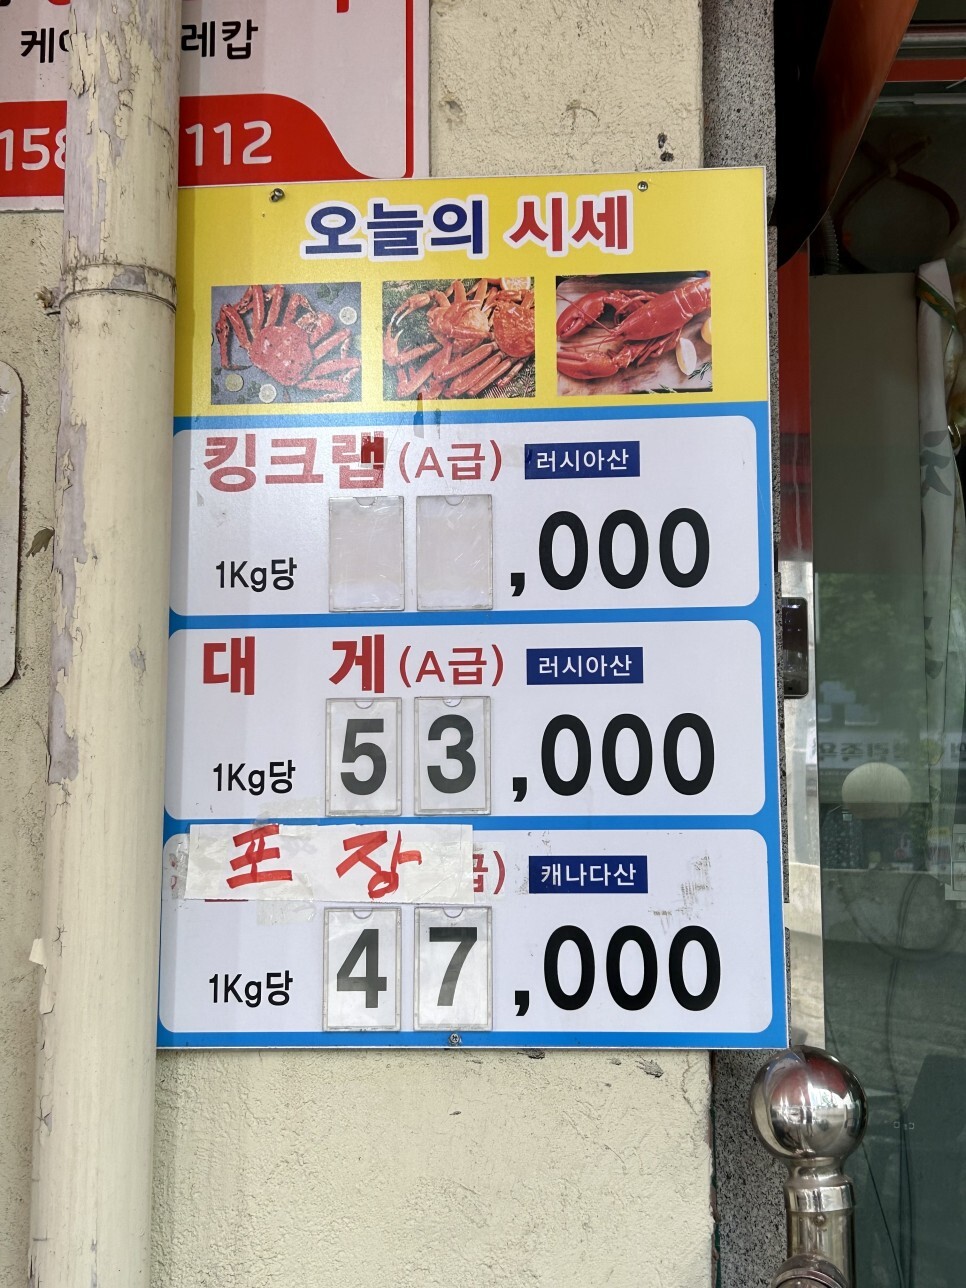 레캅
112
오늘의 시세
킹크랩(A급) 러시아산
1Kg당 ,000
대 게(A급) 러시아산
1Kg당 53,000
포 장 급) 캐나다산
1Kg당 47,000